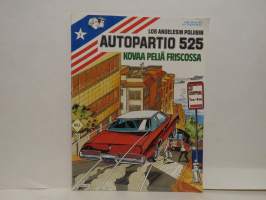 LOS ANGELESIN POLIISIN
AUTOPARTIO 525
KOVAA PELIÄ FRISCOSSA